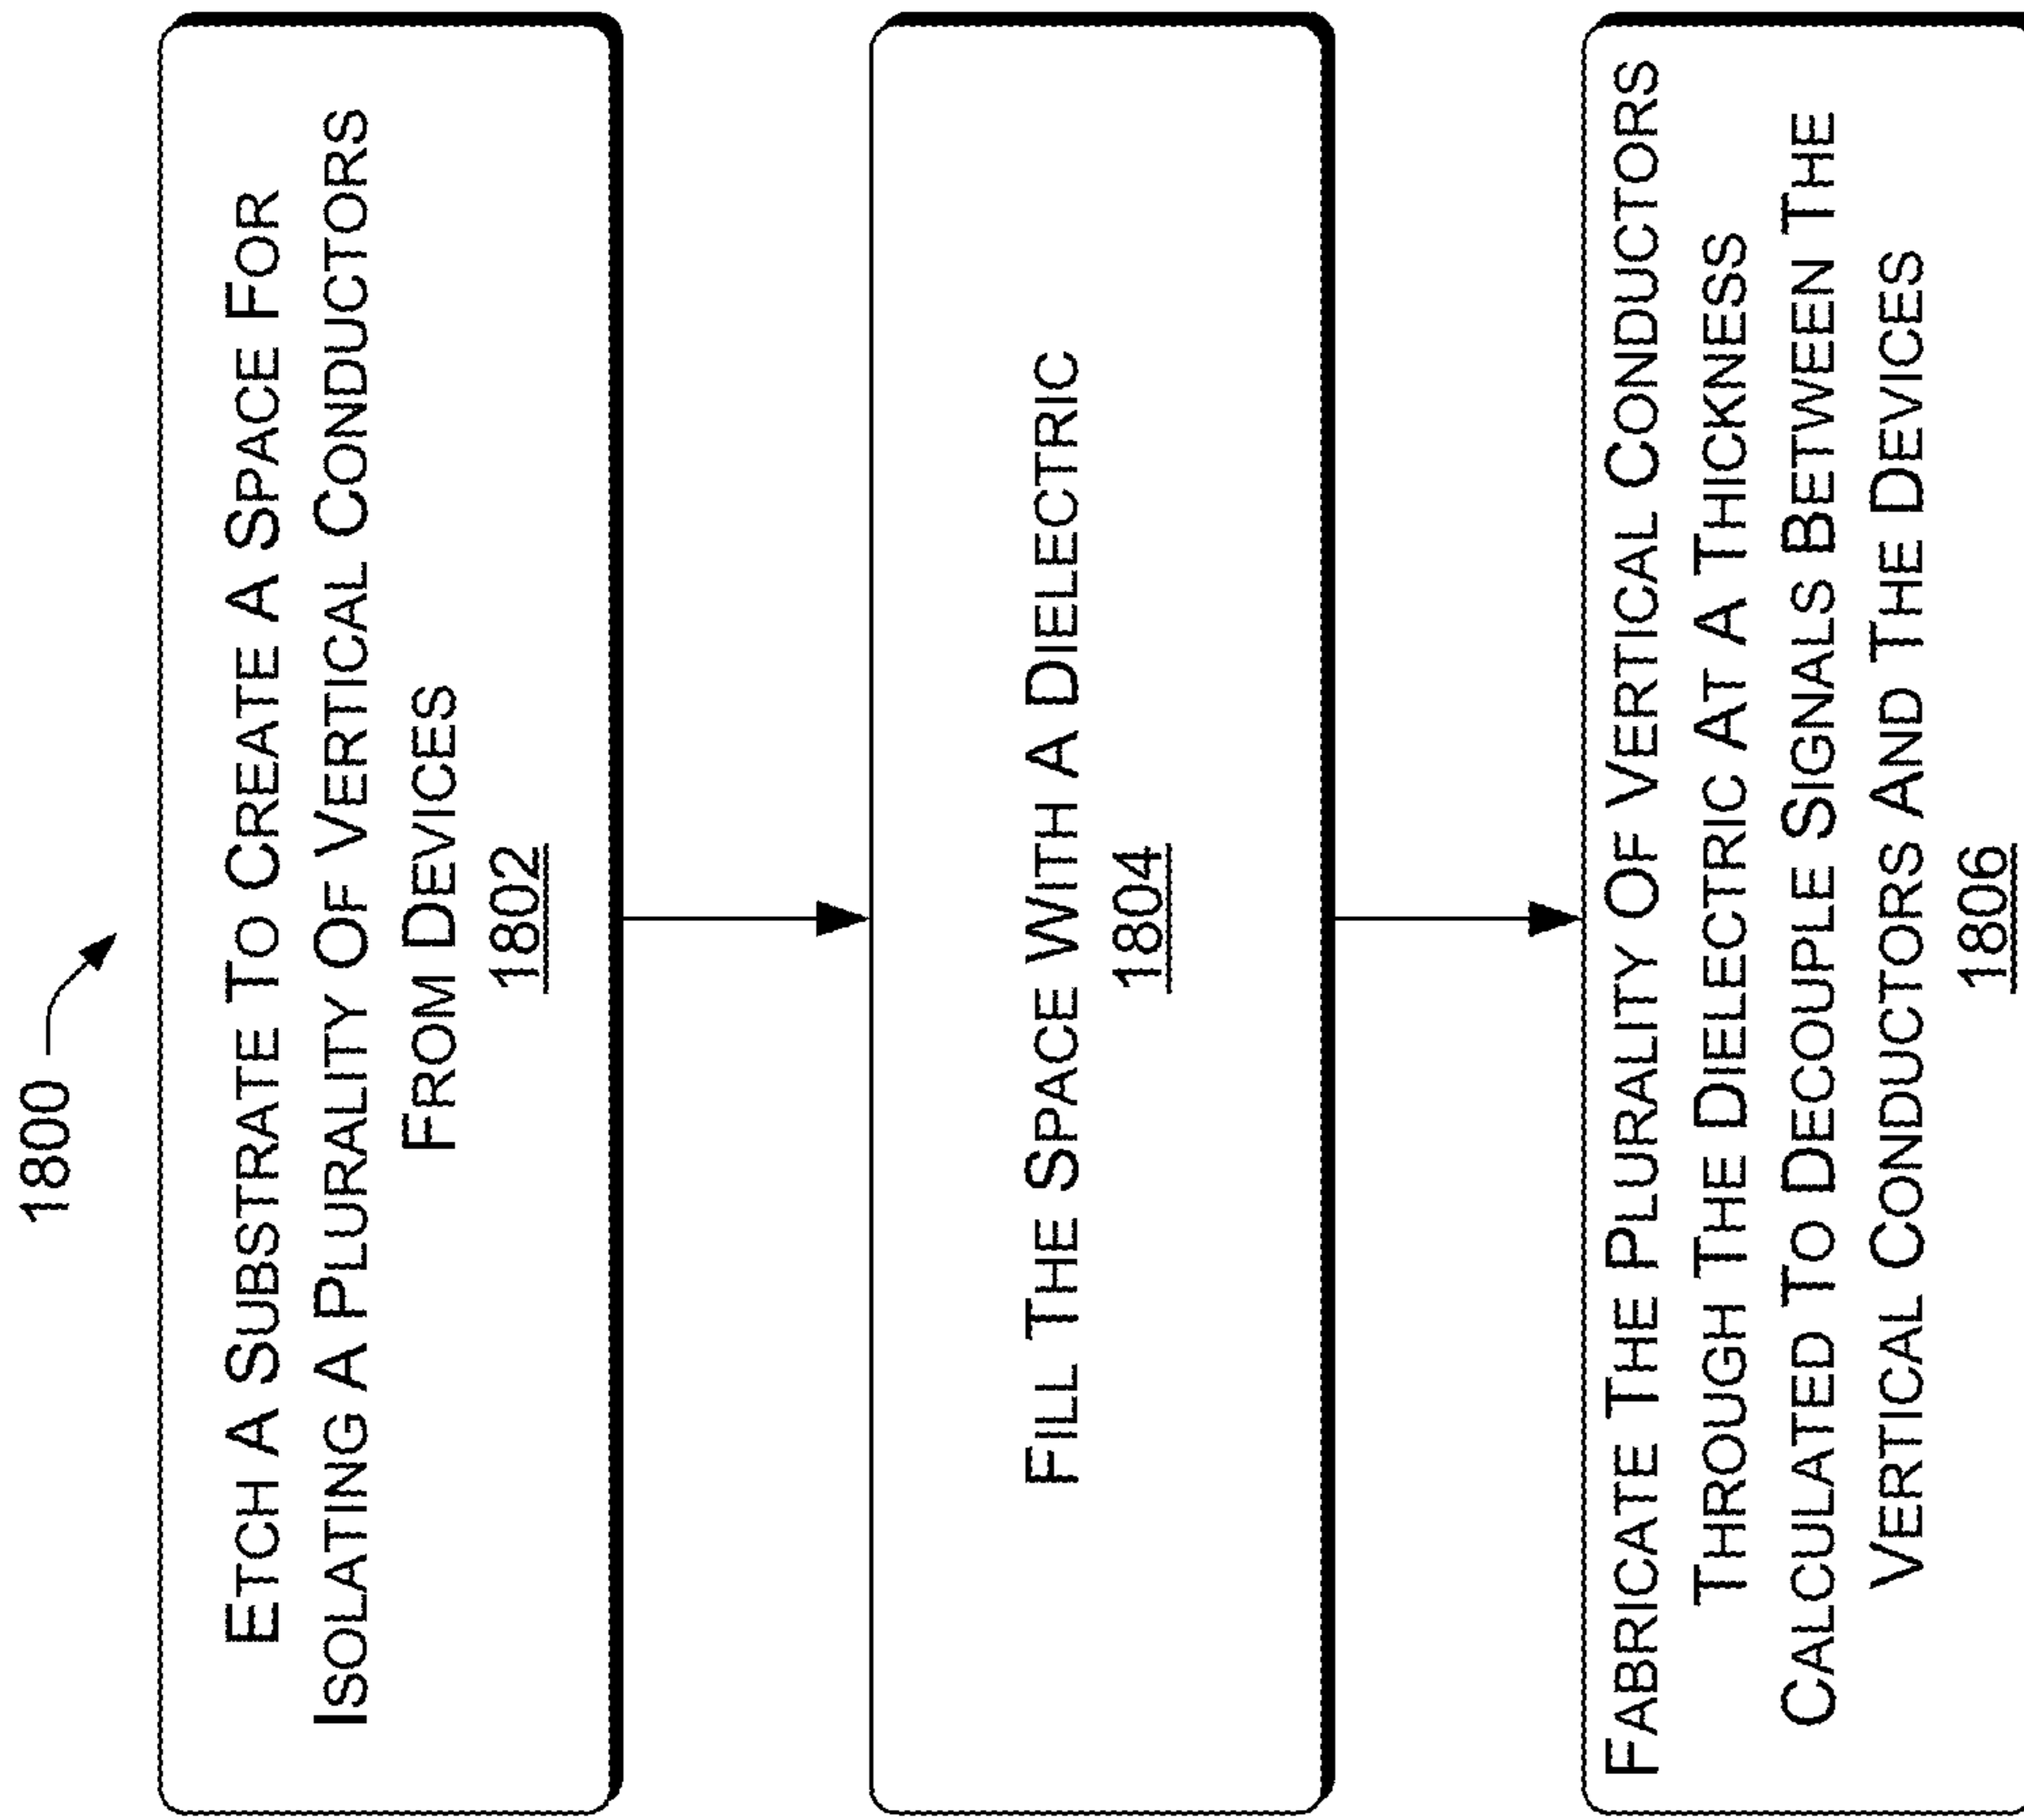 1800
ETCH A SUBSTRATE TO CREATE A SPACE FOR
ISOLATING A PLURALITY OF VERTICAL CONDUCTORS
FROM DEVICES
1802
FILL THE SPACE WITH A DIELECTRIC
1804
FABRICATE THE PLURALITY OF VERTICAL CONDUCTORS
THROUGH THE DIELECTRIC AT A THICKNESS
CALCULATED TO DECOUPLE SIGNALS BETWEEN THE
VERTICAL CONDUCTORS AND THE DEVICES
1806